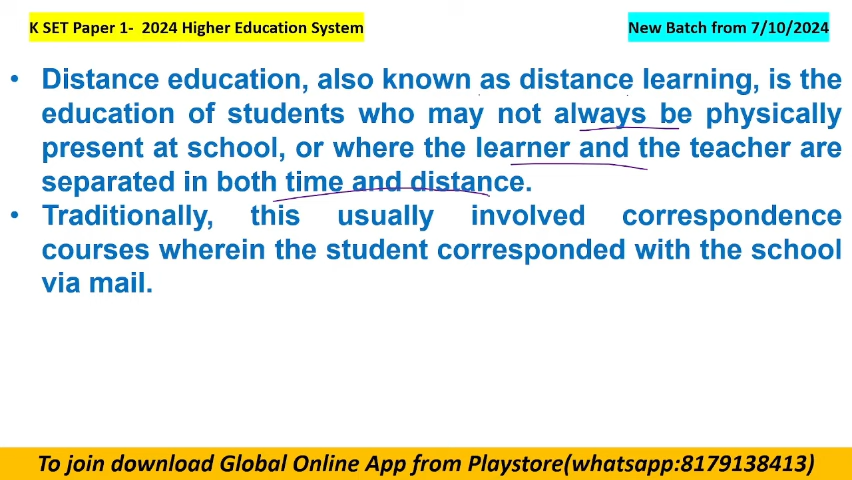 K SET Paper 1-  2024 Higher Education System
New Batch from 7/10/2024
• Distance education, also known as distance learning, is the
education of students who may not always be physically
present at school, or where the learner and the teacher are
separated in both time and distance.
• Traditionally, this usually involved correspondence
courses wherein the student corresponded with the school
via mail.
To join download Global Online App from Playstore(whatsapp:8179138413)